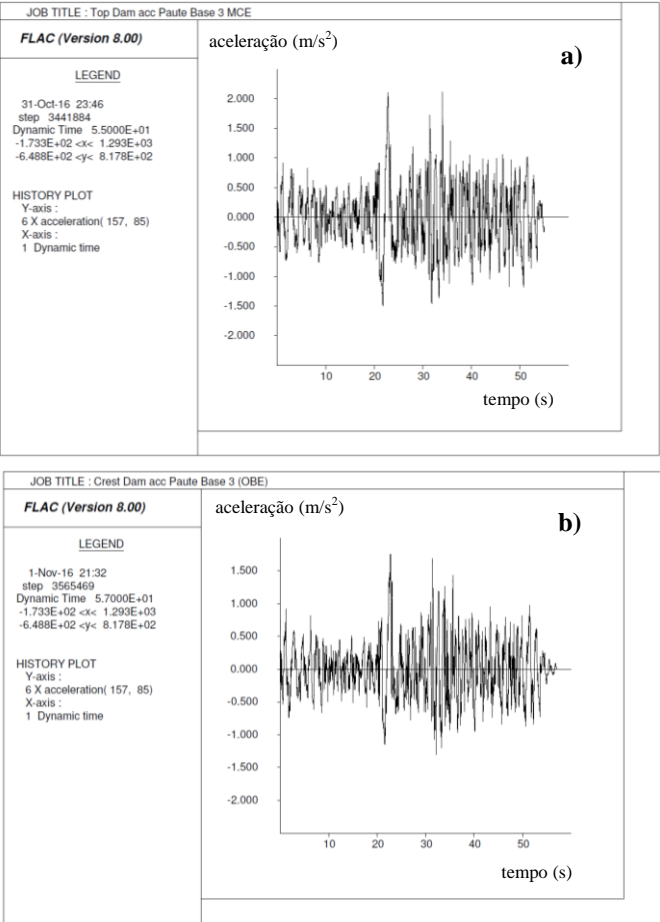 JOB TITLE : Top Dam acc Paute Base 3 MCE
FLAC (Version 8.00)
LEGEND
31-Oct-16 23:46
step 3441884
Dynamic Time 5.5000E+01
-1.733E+02 <x< 1.293E+03
-6.488E+02 <y< 8.178E+02
HISTORY PLOT
Y-axis :
6 X acceleration( 157, 85)
X-axis :
1 Dynamic time
aceleração (m/s²)
a)
2.000
1.500
1.000
0.500
0.000
-0.500
-1.000
-1.500
-2.000
10 20 30 40 50
tempo (s)
JOB TITLE : Crest Dam acc Paute Base 3 (OBE)
FLAC (Version 8.00)
LEGEND
1-Nov-16 21:32
step 3565469
Dynamic Time 5.7000E+01
-1.733E+02 <x< 1.293E+03
-6.488E+02 <y< 8.178E+02
HISTORY PLOT
Y-axis :
6 X acceleration( 157, 85)
X-axis :
1 Dynamic time
aceleração (m/s²)
b)
1.500
1.000
0.500
0.000
-0.500
-1.000
-1.500
-2.000
10 20 30 40 50
tempo (s)